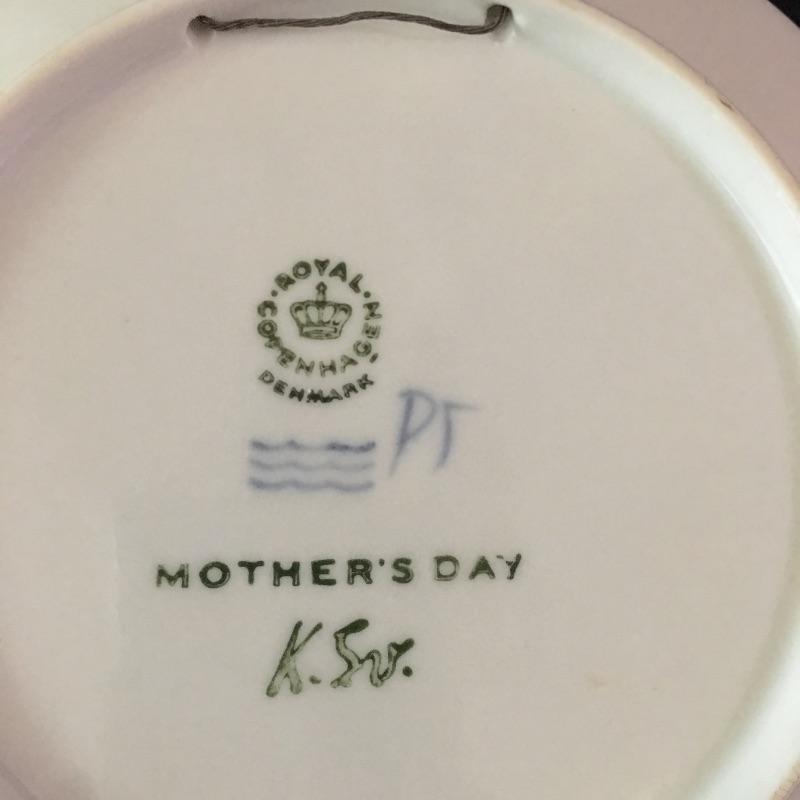 ROYAL COPENHAGEN
DENMARK
PT
MOTHER'S DAY
K. Sv.